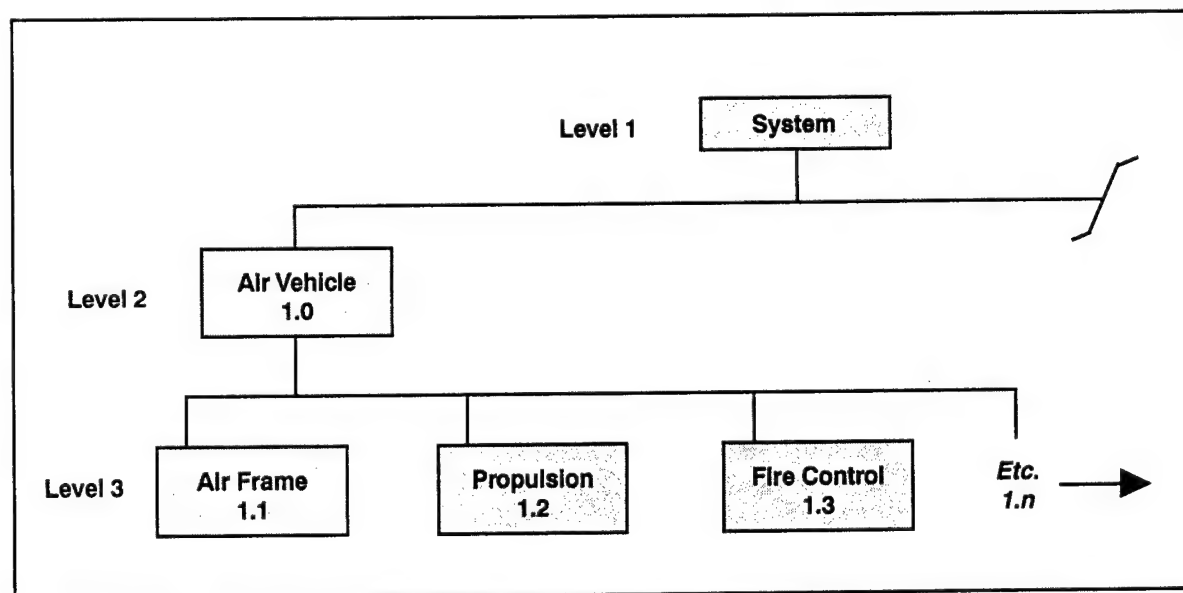 Level 1
System
Level 2
Air Vehicle
1.0
Level 3
Air Frame
1.1
Propulsion
1.2
Fire Control
1.3
Etc.
1.n